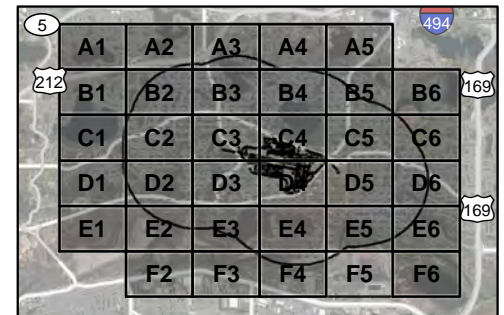 5
494
A1 A2 A3 A4 A5
212
B1 B2 B3 B4 B5 B6
169
C1 C2 C3 C4 C5 C6
D1 D2 D3 D4 D5 D6
169
E1 E2 E3 E4 E5 E6
F2 F3 F4 F5 F6